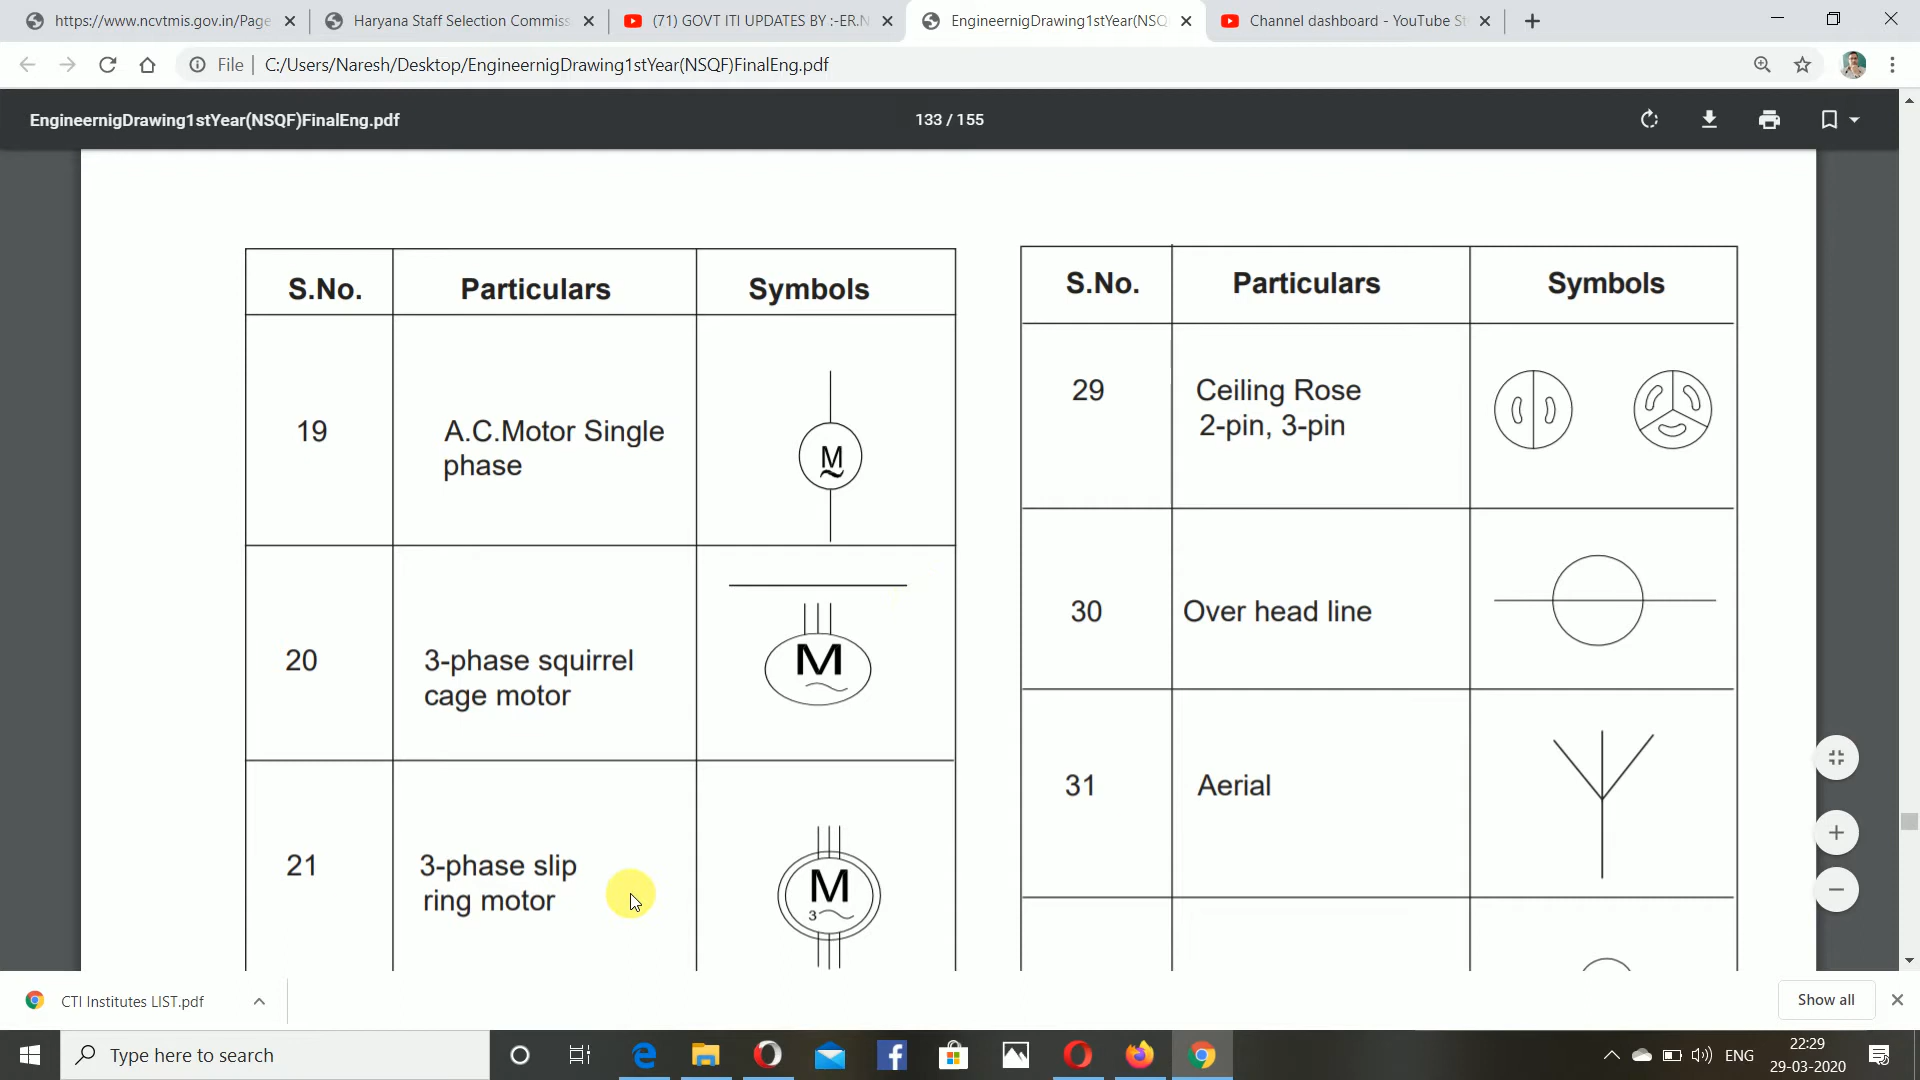 https://www.ncvtmis.gov.in/Page
Haryana Staff Selection Commiss
(71) GOVT ITI UPDATES BY :-ER.N
EngineernigDrawing1stYear(NSQ
Channel dashboard - YouTube St
File
C:/Users/Naresh/Desktop/EngineernigDrawing1stYear(NSQF)FinalEng.pdf
EngineernigDrawing1stYear(NSQF)FinalEng.pdf
133 / 155
S.No. Particulars Symbols
19 A.C.Motor Single
phase
M
20 3-phase squirrel
cage motor
M
21 3-phase slip
ring motor
M
3
S.No. Particulars Symbols
29 Ceiling Rose
2-pin, 3-pin
30 Over head line
31 Aerial
CTI Institutes LIST.pdf
Show all
Type here to search
ENG
22:29
29-03-2020